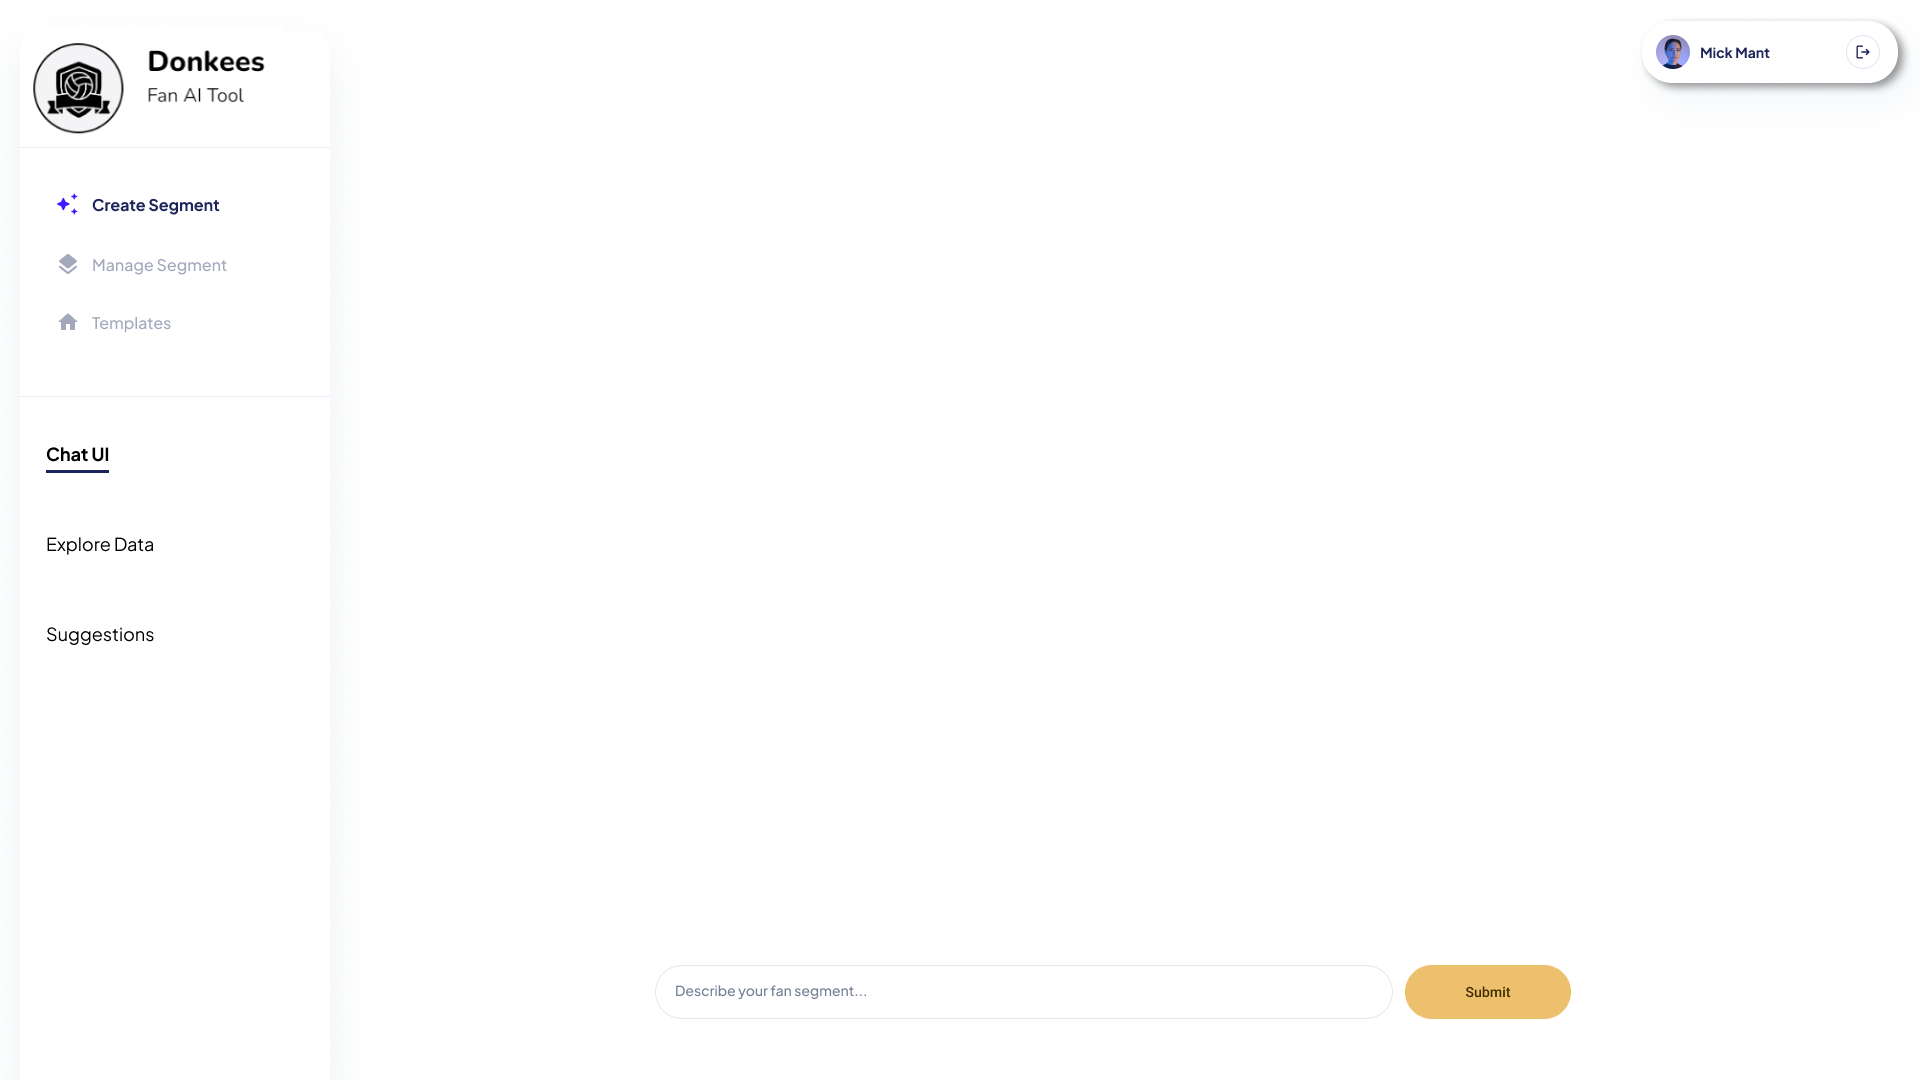 Donkees
Fan AI Tool
Mick Mant
Create Segment
Manage Segment
Templates
Chat UI
Explore Data
Suggestions
Describe your fan segment...
Submit